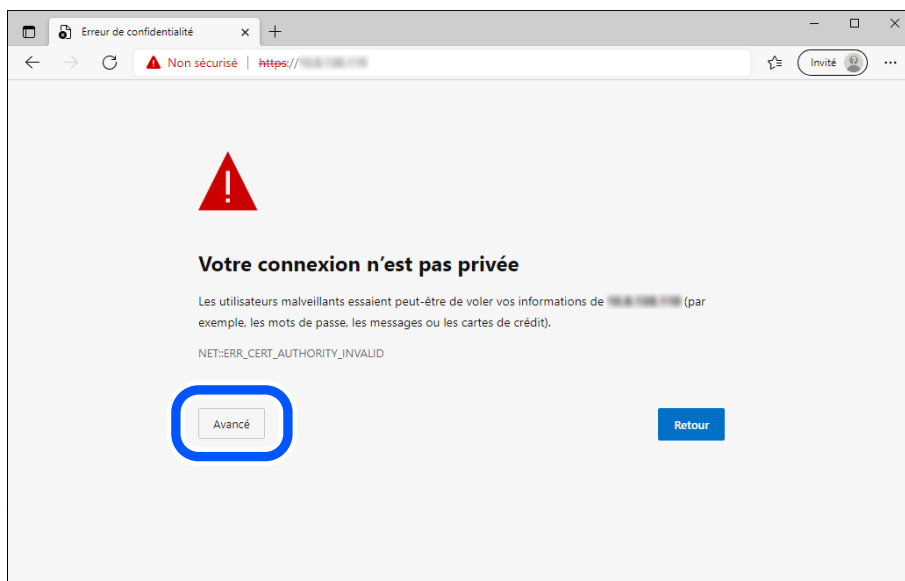 Erreur de confidentialité
Non sécurisé | https://
Invité
Votre connexion n'est pas privée
Les utilisateurs malveillants essaient peut-être de voler vos informations de (par
exemple, les mots de passe, les messages ou les cartes de crédit).
NET::ERR_CERT_AUTHORITY_INVALID
Avancé
Retour